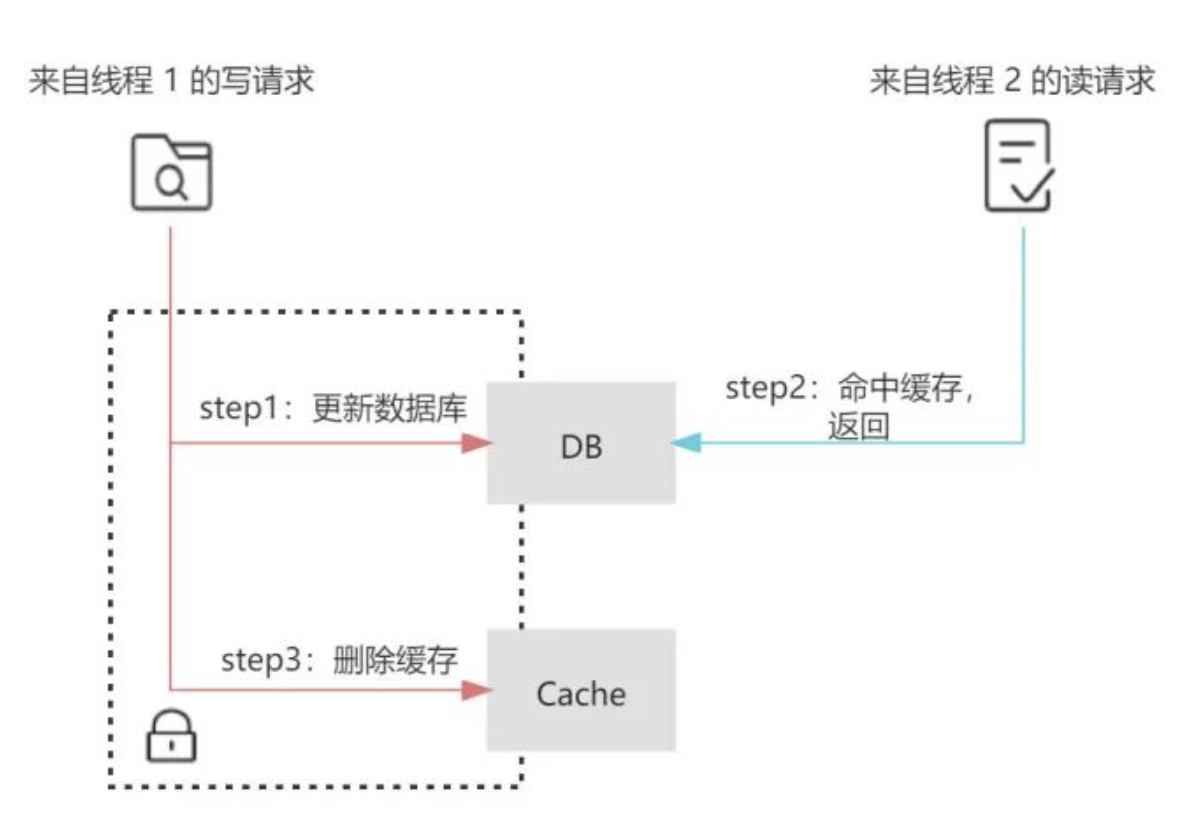 来自线程 1 的写请求
来自线程 2 的读请求
step1：更新数据库
step2：命中缓存，
返回
DB
step3：删除缓存
Cache